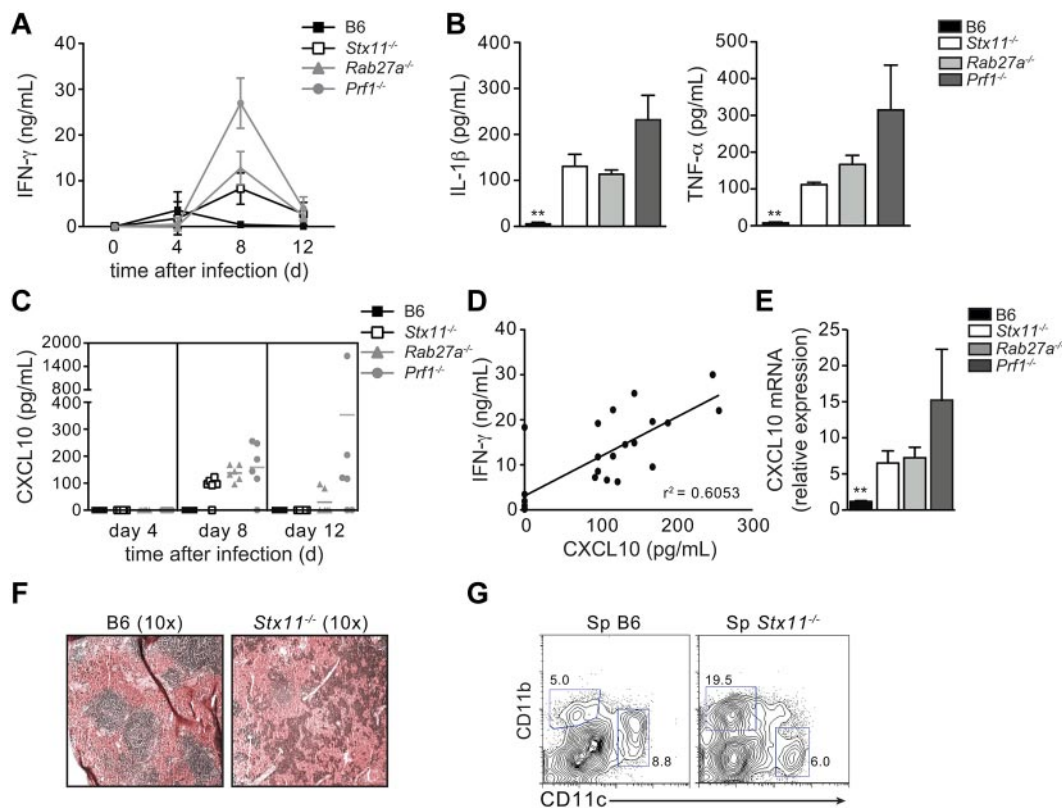 A
B6
Stx11-/-
Rab27a-/-
Prf1-/-
IFN-γ (ng/mL)
40
30
20
10
0
0 4 8 12
time after infection (d)
B
IL-1β (pg/mL)
400
300
200
100
0
**
TNF-α (pg/mL)
500
400
300
200
100
0
**
B6
Stx11-/-
Rab27a-/-
Prf1-/-
C
B6
Stx11-/-
Rab27a-/-
Prf1-/-
CXCL10 (pg/mL)
2000
1400
800
400
300
200
100
0
day 4 day 8 day 12
time after infection (d)
D
IFN-γ (ng/mL)
40
30
20
10
0
r² = 0.6053
0 100 200 300
CXCL10 (pg/mL)
E
B6
Stx11-/-
Rab27a-/-
Prf1-/-
CXCL10 mRNA
(relative expression)
25
20
15
10
5
0
**
F
B6 (10x) Stx11-/- (10x)
G
Sp B6 Sp Stx11-/-
5.0
8.8
19.5
6.0
CD11b
CD11c